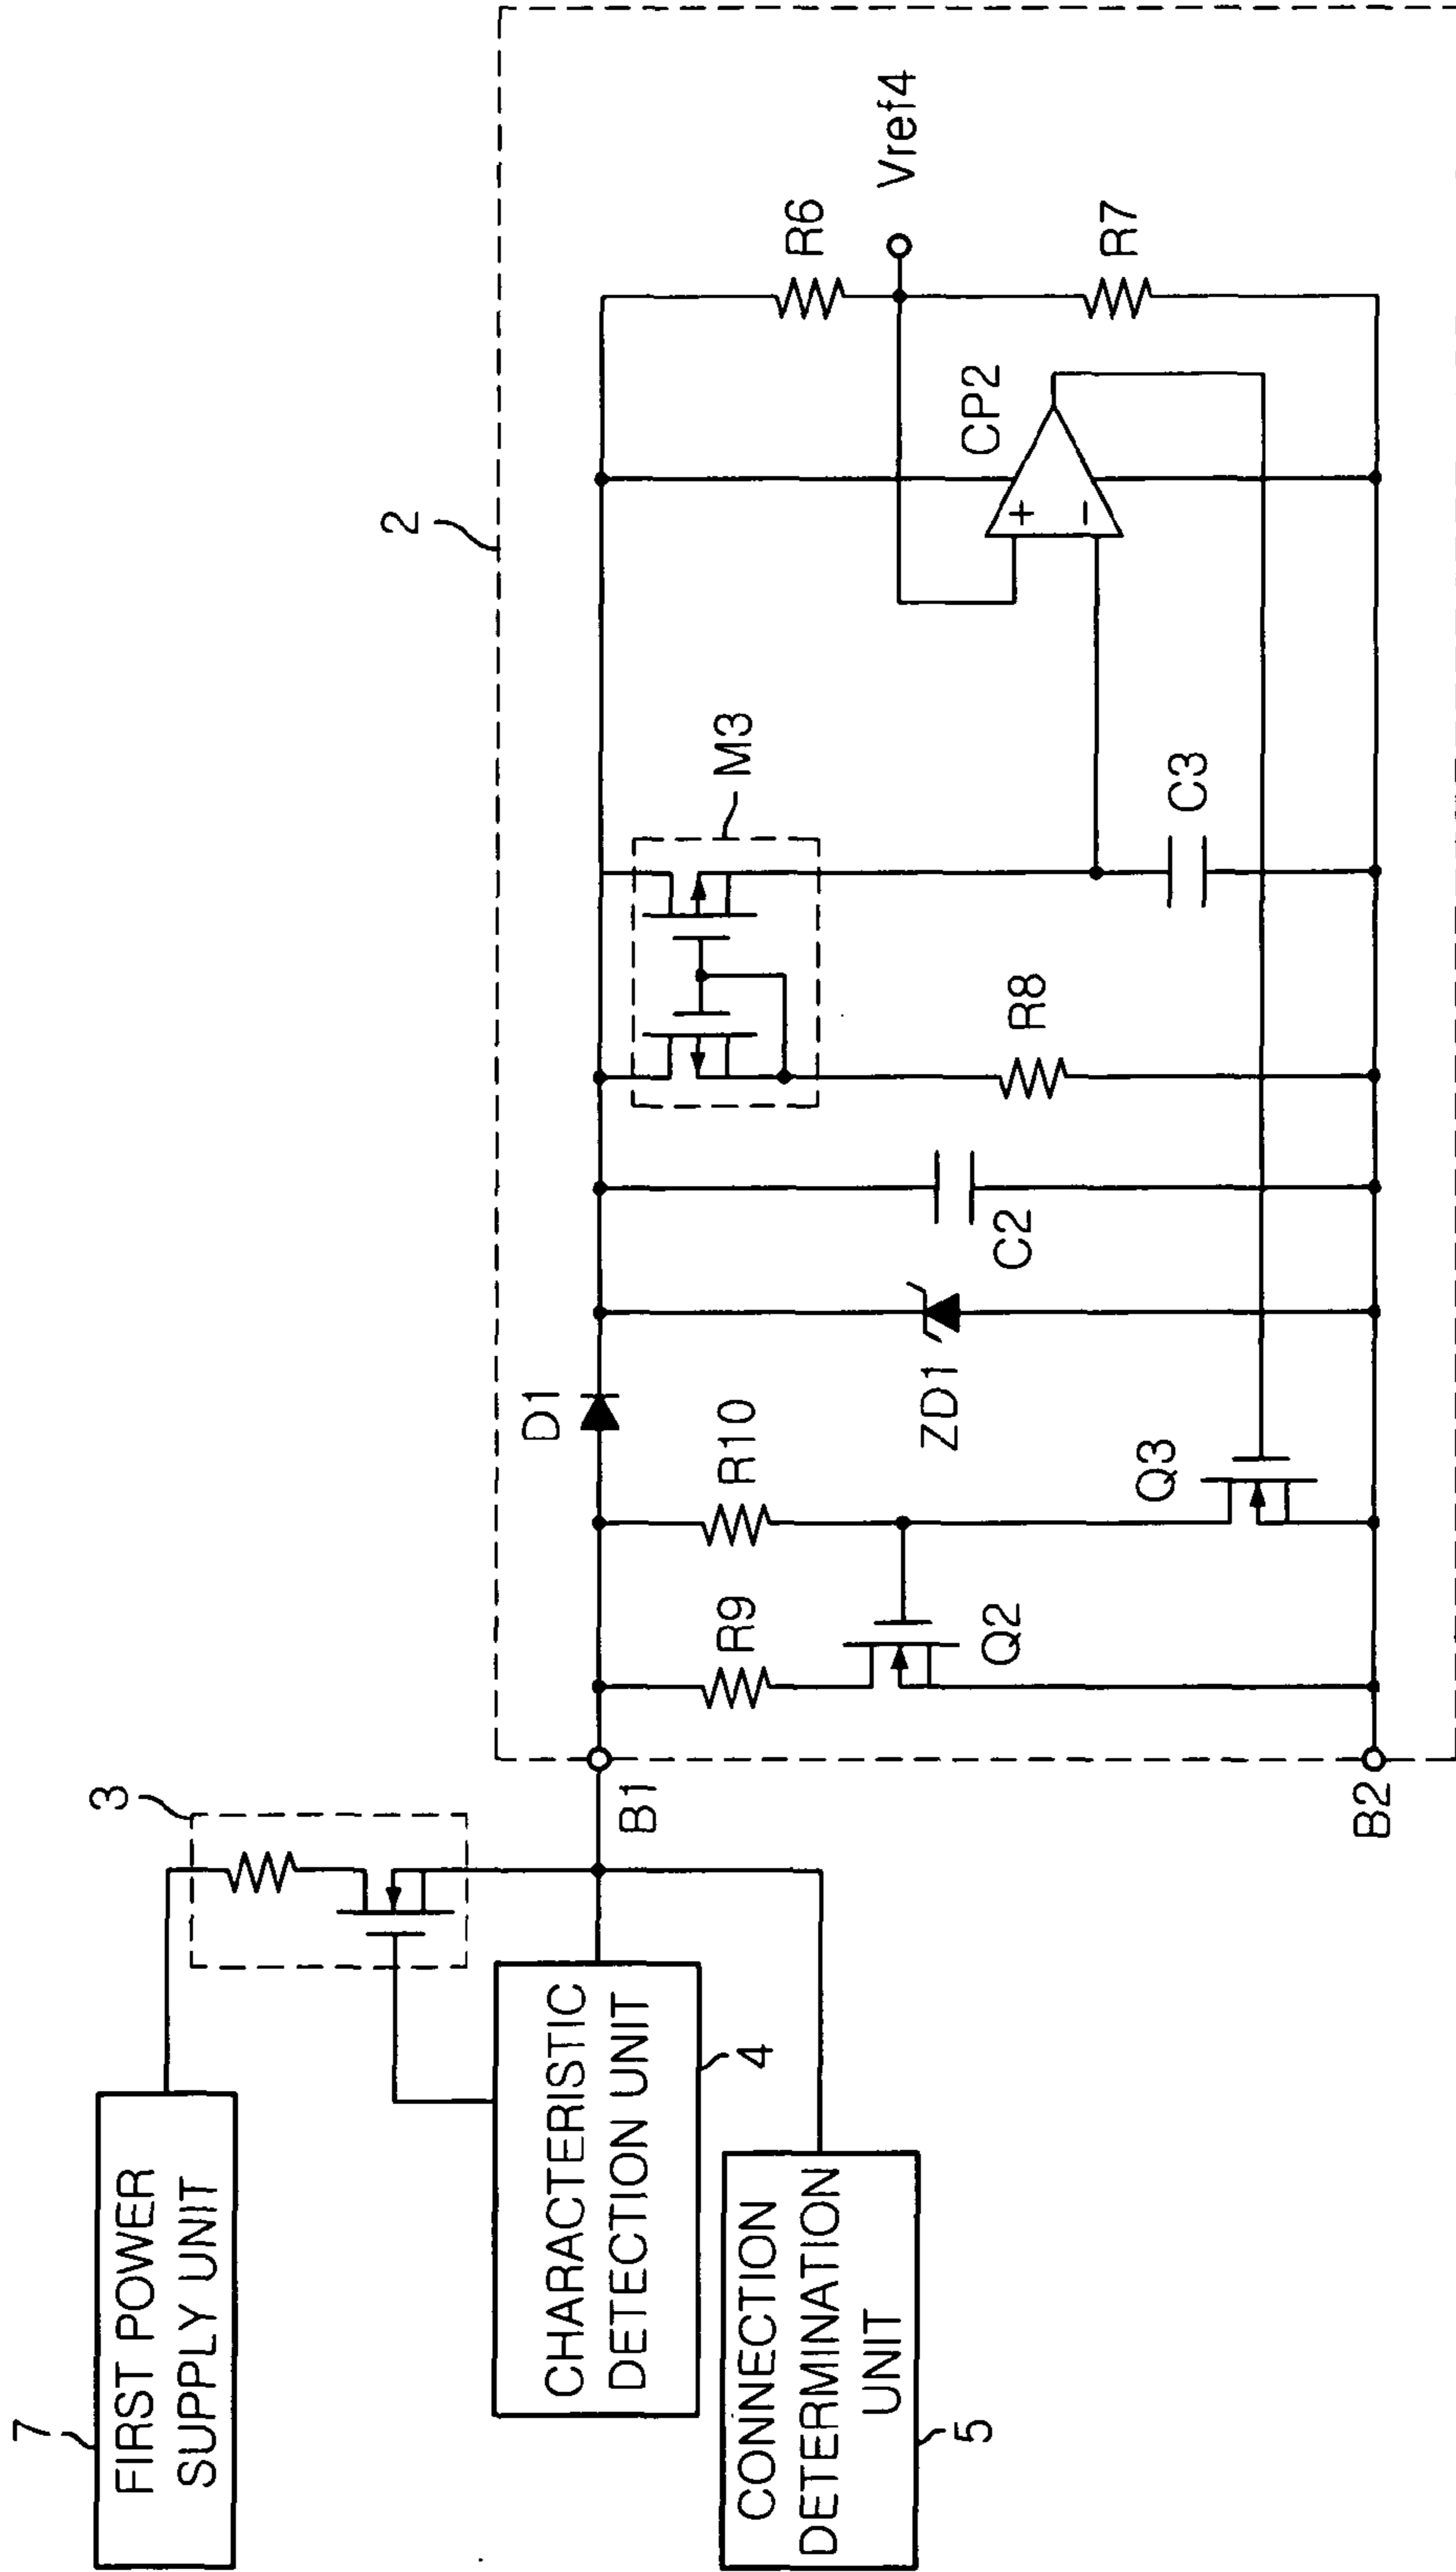 7
FIRST POWER
SUPPLY UNIT
3
CHARACTERISTIC
DETECTION UNIT
4
CONNECTION
DETERMINATION
UNIT
5
B1
B2
2
R9
Q2
R10
Q3
D1
ZD1
C2
R8
M3
C3
CP2
+
−
R6
Vref4
R7